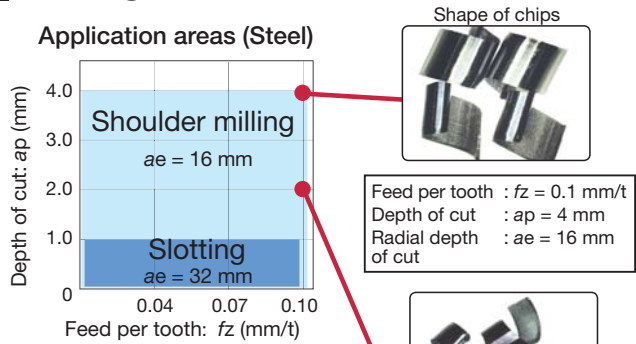 Shape of chips
Application areas (Steel)
Depth of cut: ap (mm)
4.0
3.0
2.0
1.0
0
Shoulder milling
ae = 16 mm
Slotting
ae = 32 mm
0.04 0.07 0.10
Feed per tooth: fz (mm/t)
Feed per tooth : fz = 0.1 mm/t
Depth of cut : ap = 4 mm
Radial depth : ae = 16 mm
of cut